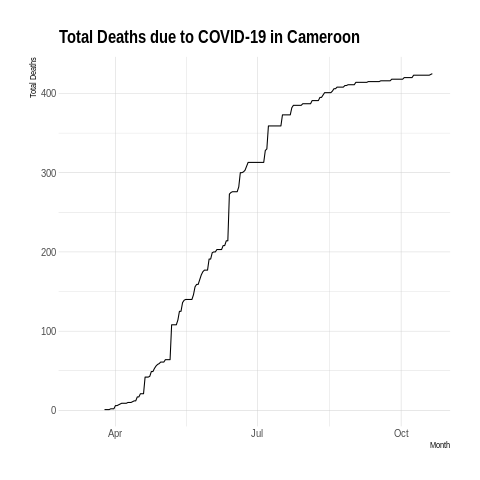 Total Deaths due to COVID-19 in Cameroon
Total Deaths
400
300
200
100
0
Apr
Jul
Oct
Month